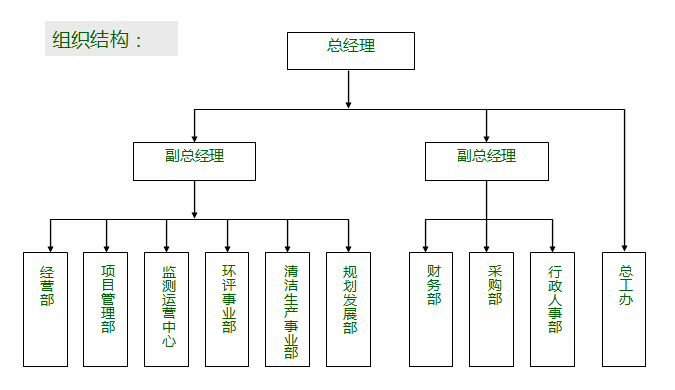 组织结构：
总经理
副总经理
副总经理
经营部
项目管理部
监测运营中心
环评事业部
清洁生产事业部
规划发展部
财务部
采购部
行政人事部
总工办